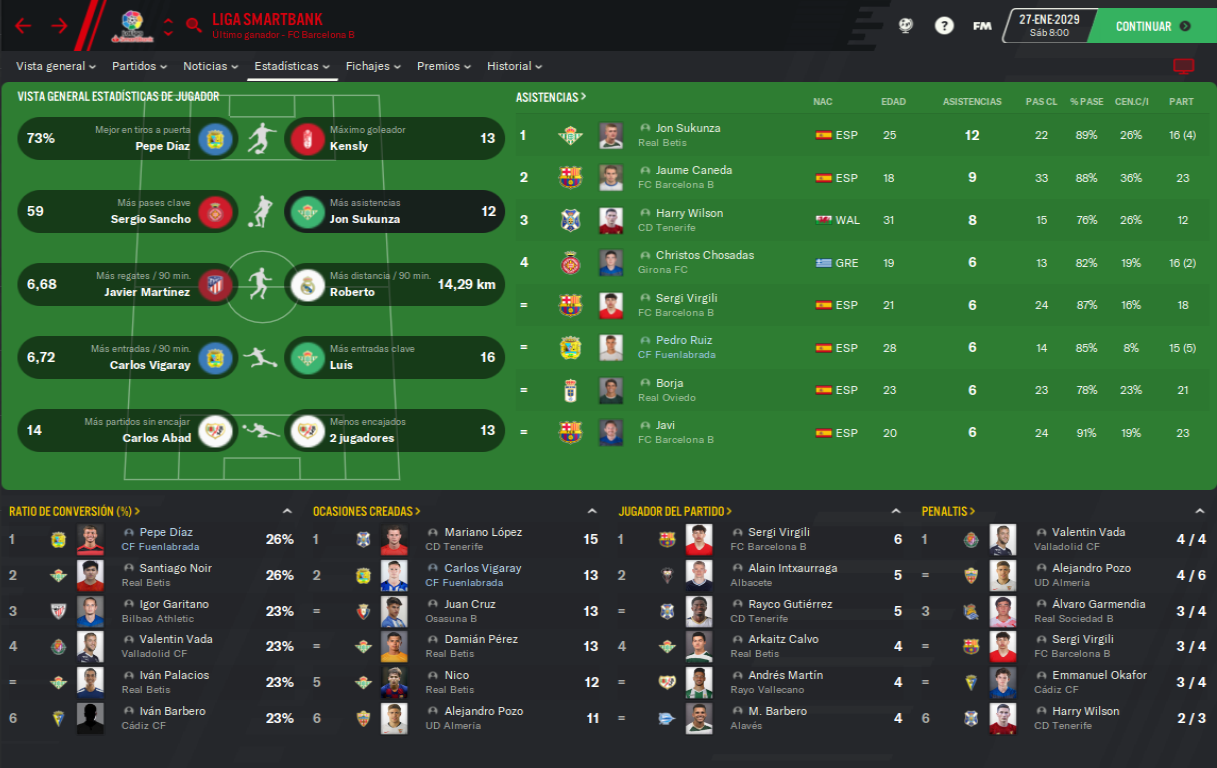 LIGA SMARTBANK
Último ganador - FC Barcelona B
FM
27-ENE-2029
Sáb 8:00
CONTINUAR
Vista general
Partidos
Noticias
Estadísticas
Fichajes
Premios
Historial
VISTA GENERAL ESTADÍSTICAS DE JUGADOR
73%
Mejor en tiros a puerta
Pepe Díaz
Máximo goleador
Kensly
13
59
Más pases clave
Sergio Sancho
Más asistencias
Jon Sukunza
12
6,68
Más regates / 90 min.
Javier Martínez
Más distancia / 90 min.
Roberto
14,29 km
6,72
Más entradas / 90 min.
Carlos Vigaray
Más entradas clave
Luis
16
14
Más partidos sin encajar
Carlos Abad
Menos encajados
2 jugadores
13
ASISTENCIAS > NAC EDAD ASISTENCIAS PAS CL % PASE CEN.C/I PART
1 Jon Sukunza ESP 25 12 22 89% 26% 16 (4)
Real Betis
2 Jaume Caneda ESP 18 9 33 88% 36% 23
FC Barcelona B
3 Harry Wilson WAL 31 8 15 76% 26% 12
CD Tenerife
4 Christos Chosadas GRE 19 6 13 82% 19% 16 (2)
Girona FC
= Sergi Virgili ESP 21 6 24 87% 16% 18
FC Barcelona B
= Pedro Ruiz ESP 28 6 14 85% 8% 15 (5)
CF Fuenlabrada
= Borja ESP 23 6 23 78% 23% 21
Real Oviedo
= Javi ESP 20 6 24 91% 19% 23
FC Barcelona B
RATIO DE CONVERSIÓN (%) >
1 Pepe Díaz 26%
CF Fuenlabrada
2 Santiago Noir 26%
Real Betis
3 Igor Garitano 23%
Bilbao Athletic
4 Valentin Vada 23%
Valladolid CF
= Iván Palacios 23%
Real Betis
6 Iván Barbero 23%
Cádiz CF
OCASIONES CREADAS >
1 Mariano López 15
CD Tenerife
2 Carlos Vigaray 13
CF Fuenlabrada
= Juan Cruz 13
Osasuna B
= Damián Pérez 13
Real Betis
5 Nico 12
Real Betis
6 Alejandro Pozo 11
UD Almería
JUGADOR DEL PARTIDO >
1 Sergi Virgili 6
FC Barcelona B
2 Alain Intxaurraga 5
Albacete
= Rayco Gutiérrez 5
CD Tenerife
4 Arkaitz Calvo 4
Real Betis
= Andrés Martín 4
Rayo Vallecano
= M. Barbero 4
Alavés
PENALTIS >
1 Valentin Vada 4 / 4
Valladolid CF
= Alejandro Pozo 4 / 6
UD Almería
3 Álvaro Garmendia 3 / 4
Real Sociedad B
= Sergi Virgili 3 / 4
FC Barcelona B
= Emmanuel Okafor 3 / 4
Cádiz CF
6 Harry Wilson 2 / 3
CD Tenerife